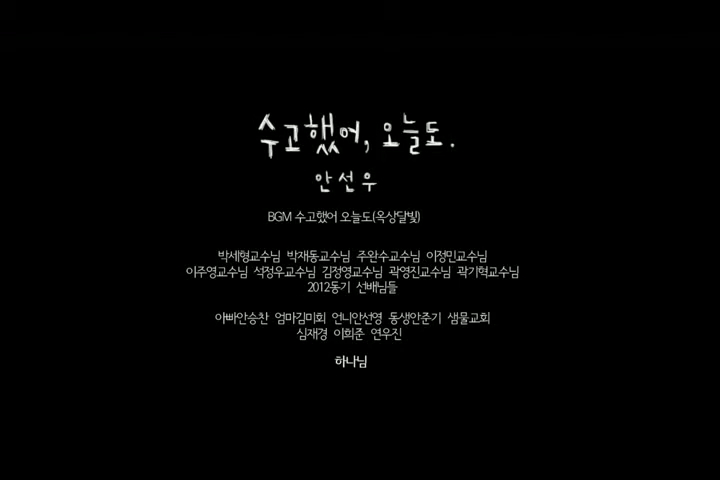 수고했어, 오늘도.
안선우
BGM 수고했어 오늘도(옥상달빛)
박세형교수님 박재동교수님 주완수교수님 이정민교수님
이주영교수님 석정우교수님 김정영교수님 곽영진교수님 곽기혁교수님
2012동기 선배님들
아빠안승찬 엄마김미회 언니안선영 동생안준기 샘물교회
심재경 이희준 연우진
하나님